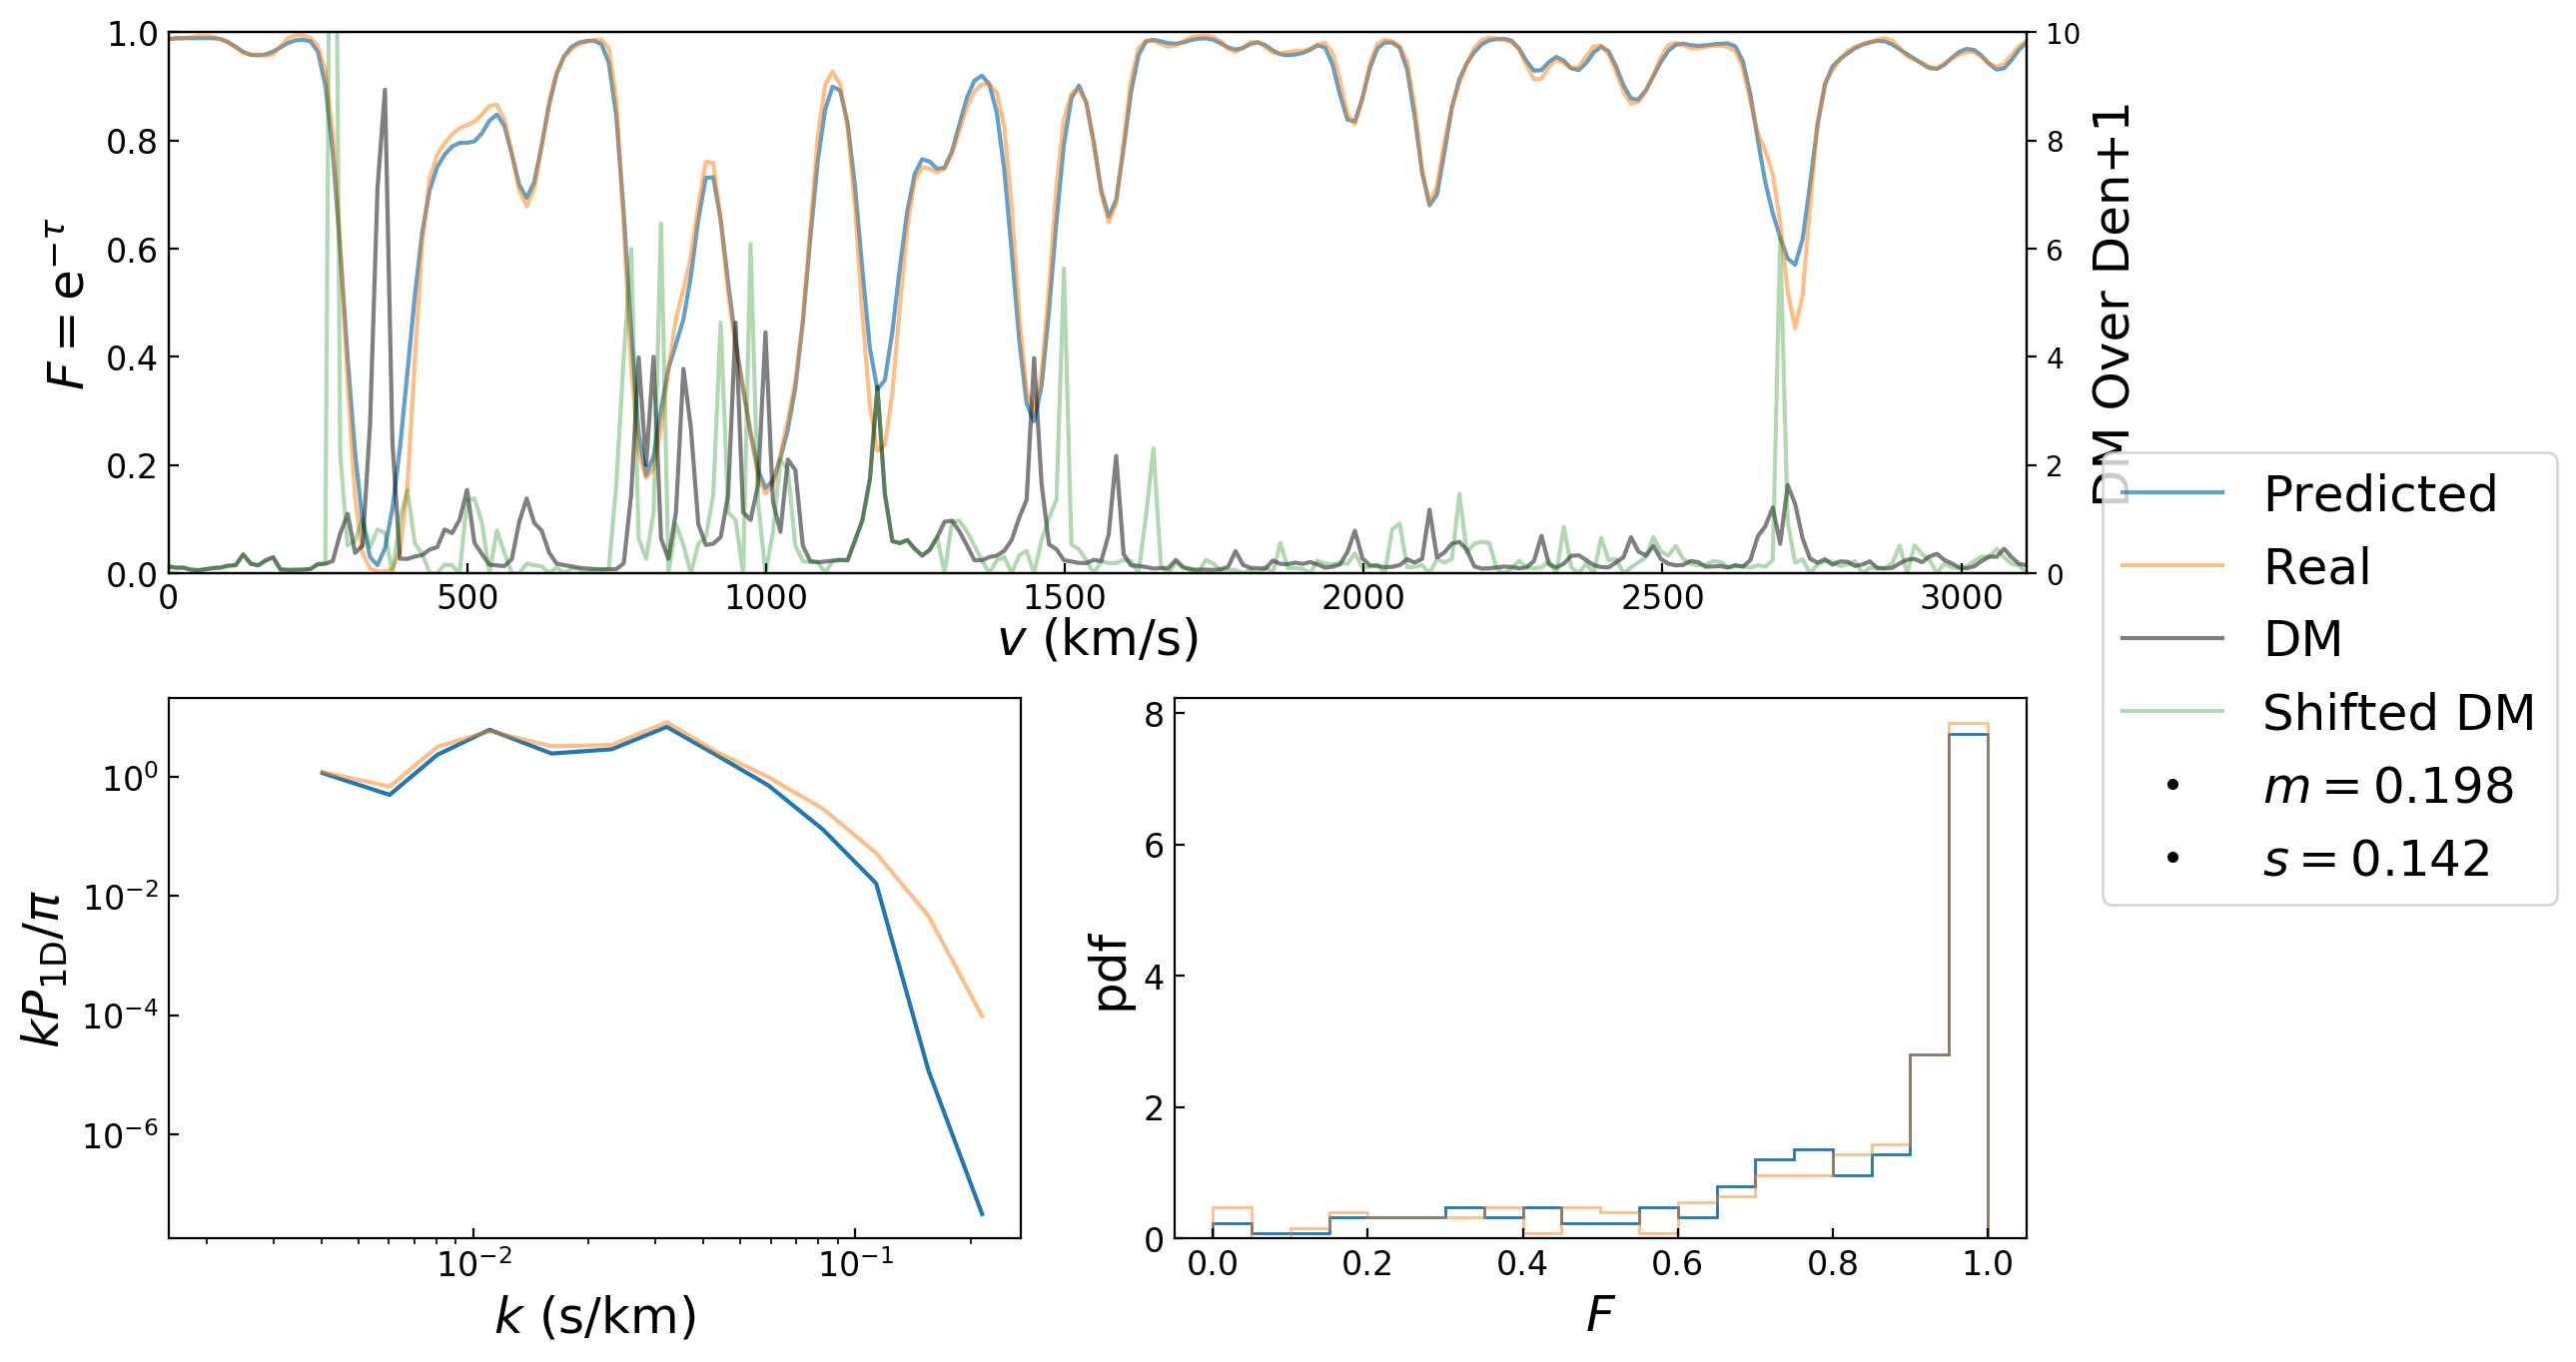 1.0
0.8
0.6
0.4
0.2
0.0
F = e^{−τ}
10
8
6
4
2
0
DM Over Den+1
0 500 1000 1500 2000 2500 3000
v (km/s)
Predicted
Real
DM
Shifted DM
m = 0.198
s = 0.142
10^0
10^{−2}
10^{−4}
10^{−6}
kP_{1D}/π
10^{−2} 10^{−1}
k (s/km)
8
6
4
2
0
pdf
0.0 0.2 0.4 0.6 0.8 1.0
F